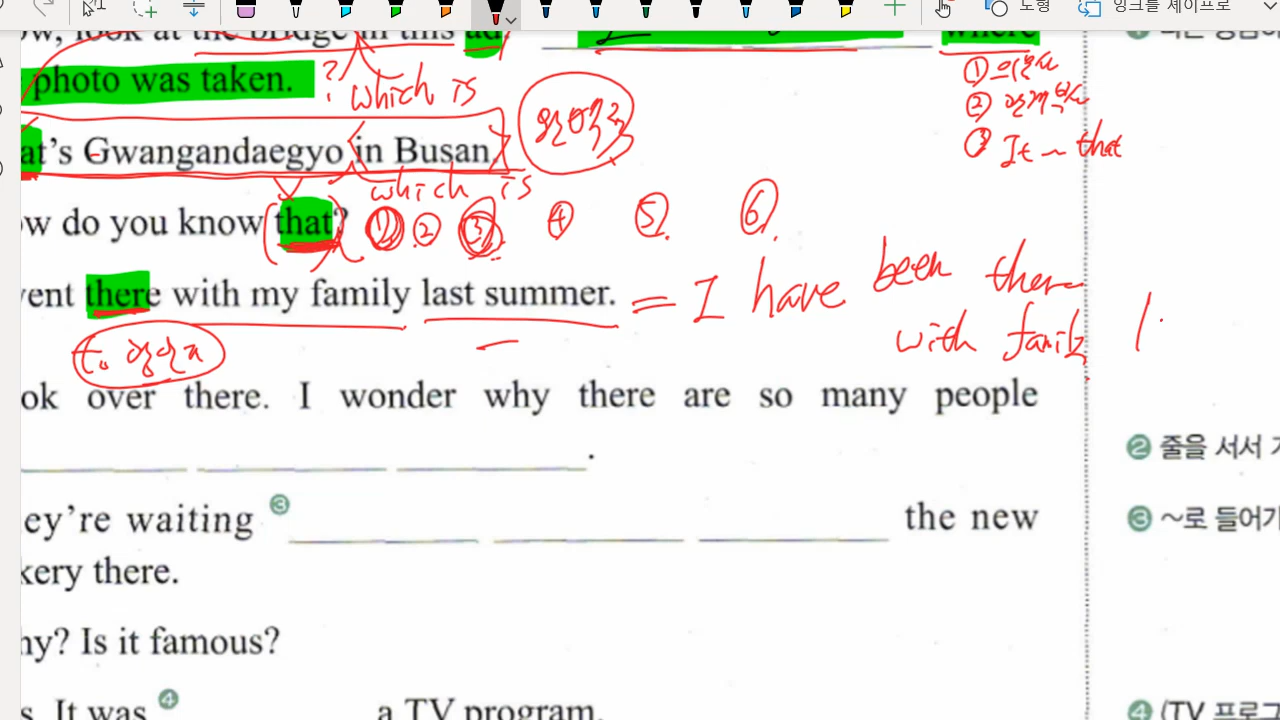 도형
잉크를 셰이프로
ow, look at the bridge in this ad,
where
photo was taken.
? which is
① 의문사
② 관계부사
③ It ~ that
at's Gwangandaegyo in Busan.
which is
ow do you know that?
① ② ③ ④ ⑤ ⑥
vent there with my family last summer.
= I have been there
with family
to
ok over there. I wonder why there are so many people
.
② 줄을 서서
ey're waiting ③ the new
③ ~로 들어가
kery there.
hy? Is it famous?
s. It was ④ a TV program.
④ (TV 프로그